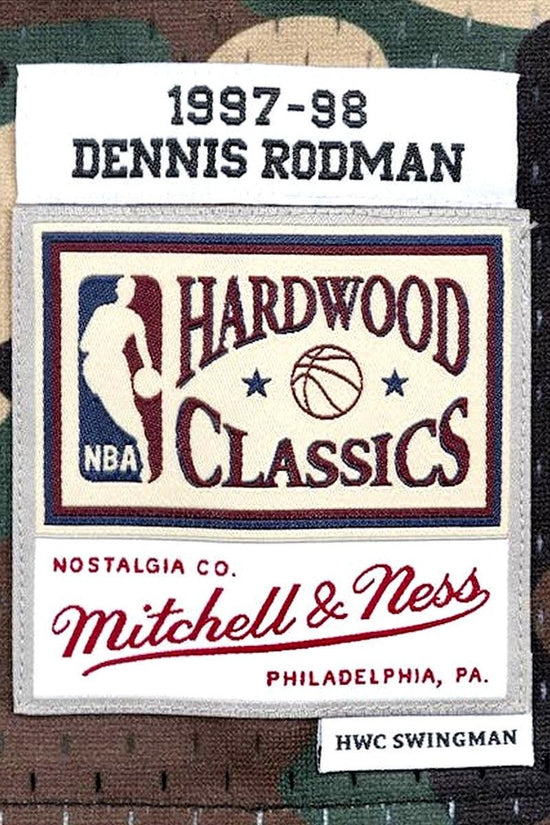 1997-98
DENNIS RODMAN
HARDWOOD
CLASSICS
NBA
NOSTALGIA CO.
Mitchell & Ness
PHILADELPHIA, PA.
HWC SWINGMAN